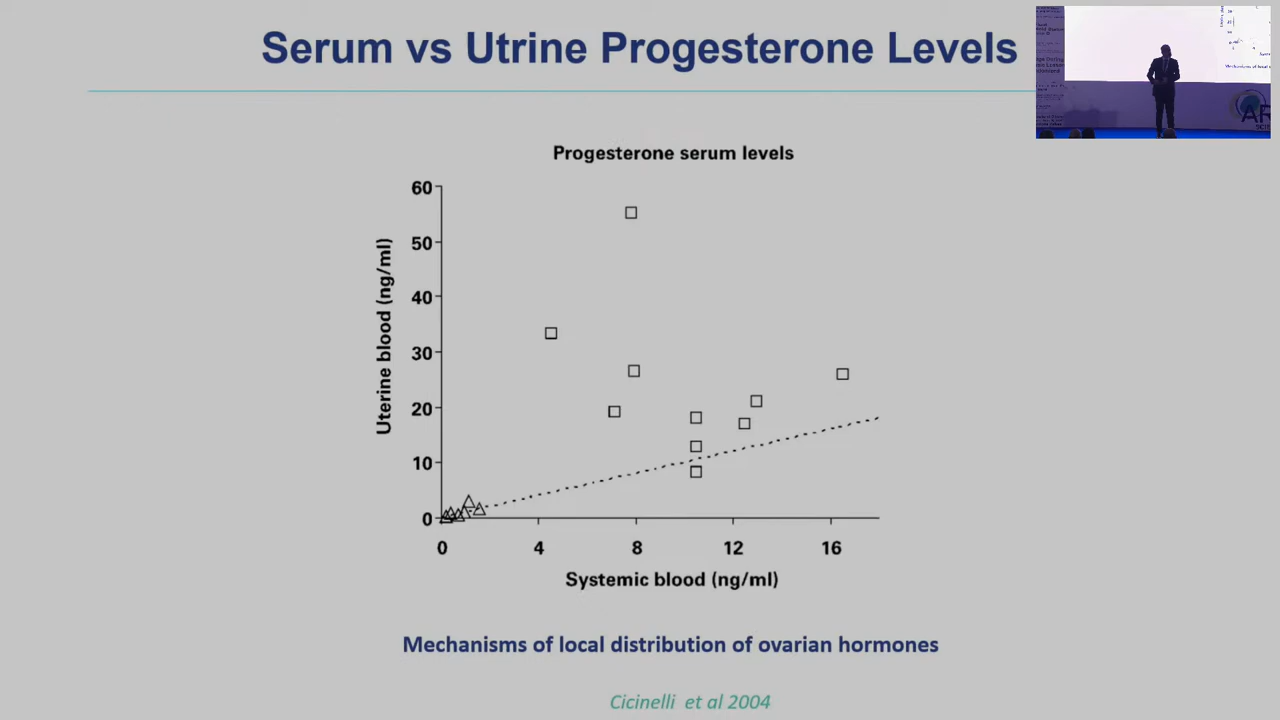 Serum vs Utrine Progesterone Levels
Progesterone serum levels
Uterine blood (ng/ml)
60
50
40
30
20
10
0
0 4 8 12 16
Systemic blood (ng/ml)
Mechanisms of local distribution of ovarian hormones
Cicinelli et al 2004